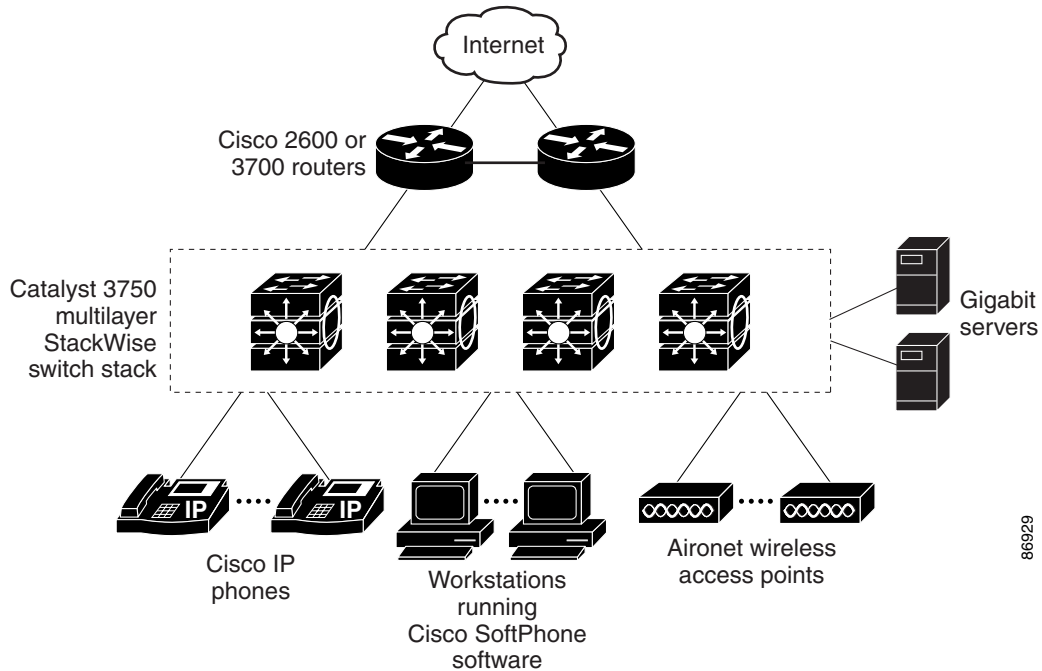 Internet
Cisco 2600 or
3700 routers
Catalyst 3750
multilayer
StackWise
switch stack
Gigabit
servers
IP
IP
Cisco IP
phones
Workstations
running
Cisco SoftPhone
software
Aironet wireless
access points
86929